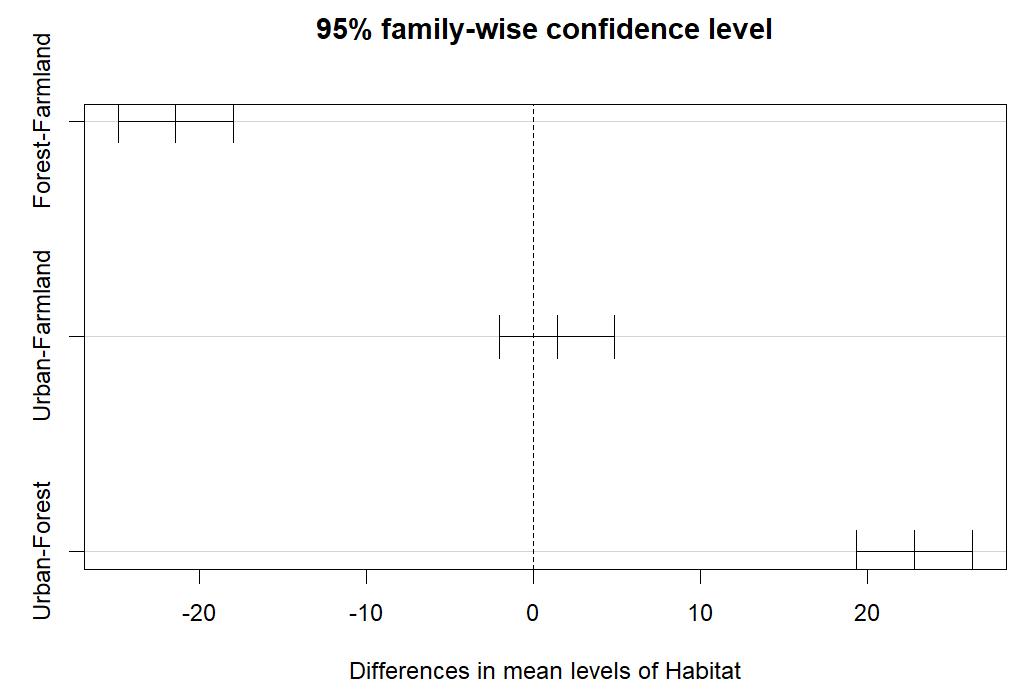 95% family-wise confidence level
Forest-Farmland
Urban-Farmland
Urban-Forest
-20 -10 0 10 20
Differences in mean levels of Habitat